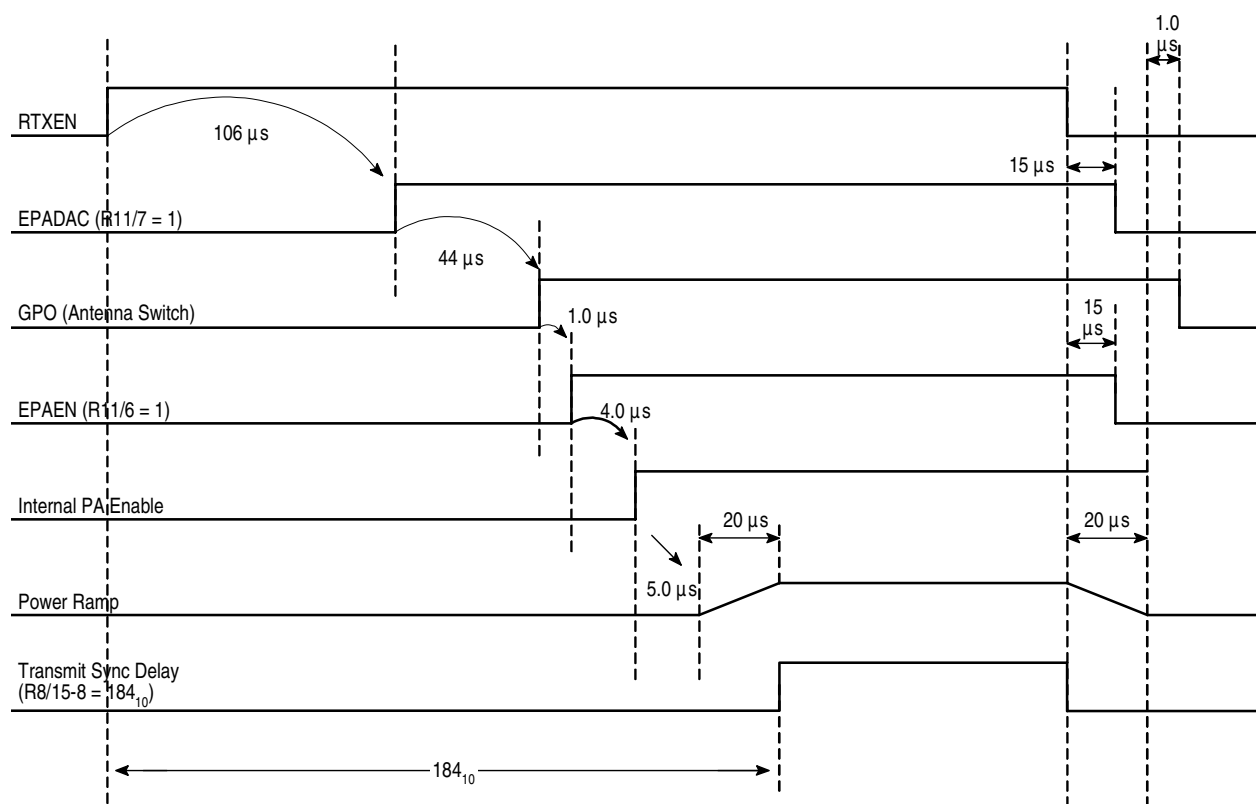 1.0
µs
RTXEN
106 µs
15 µs
EPADAC (R11/7 = 1)
44 µs
GPO (Antenna Switch)
1.0 µs
15
µs
EPAEN (R11/6 = 1)
4.0 µs
Internal PA Enable
20 µs
20 µs
5.0 µs
Power Ramp
Transmit Sync Delay
(R8/15-8 = 184₁₀)
184₁₀